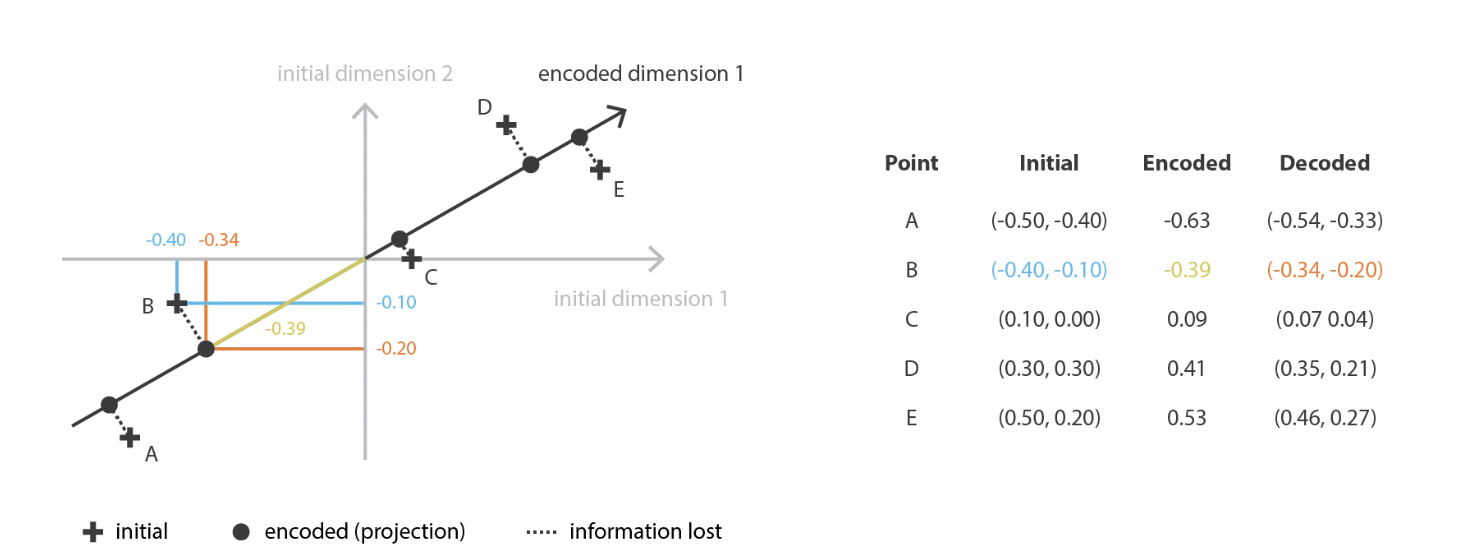 initial dimension 2
encoded dimension 1
D
E
-0.40
-0.34
C
initial dimension 1
B
-0.10
-0.39
-0.20
A
initial
encoded (projection)
information lost
Point Initial Encoded Decoded
A (-0.50, -0.40) -0.63 (-0.54, -0.33)
B (-0.40, -0.10) -0.39 (-0.34, -0.20)
C (0.10, 0.00) 0.09 (0.07 0.04)
D (0.30, 0.30) 0.41 (0.35, 0.21)
E (0.50, 0.20) 0.53 (0.46, 0.27)